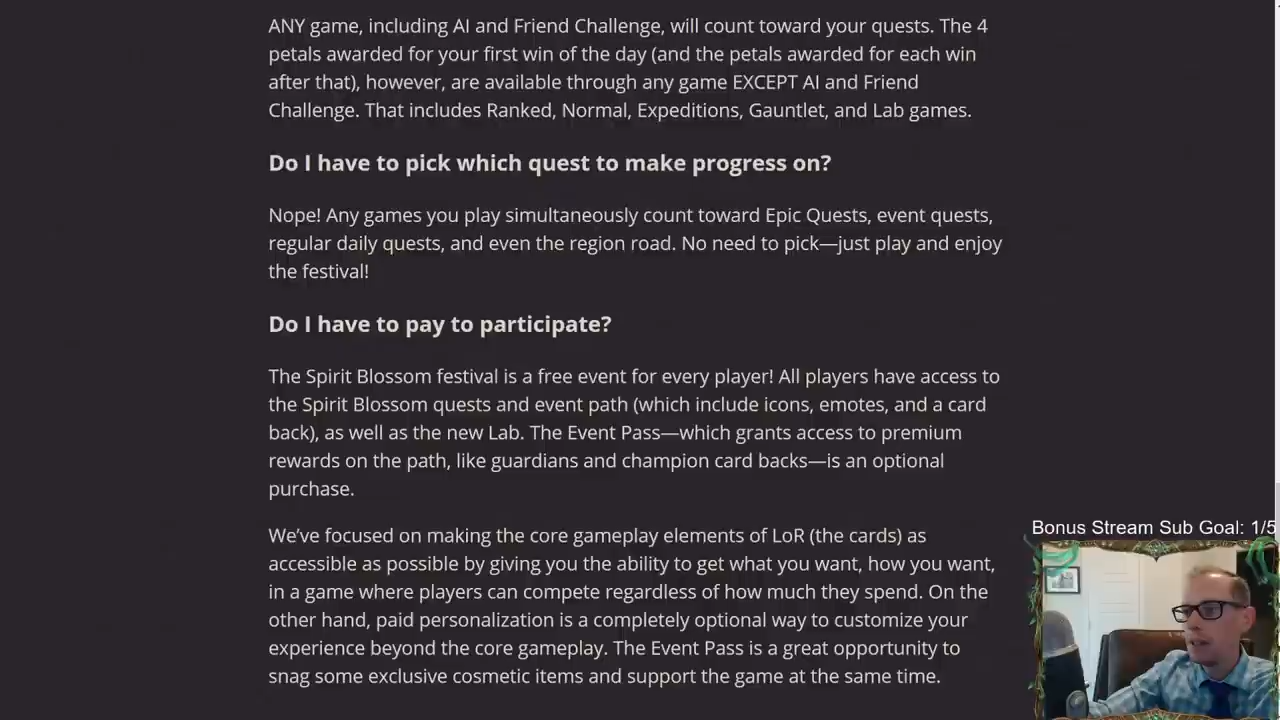 ANY game, including AI and Friend Challenge, will count toward your quests. The 4
petals awarded for your first win of the day (and the petals awarded for each win
after that), however, are available through any game EXCEPT AI and Friend
Challenge. That includes Ranked, Normal, Expeditions, Gauntlet, and Lab games.
Do I have to pick which quest to make progress on?
Nope! Any games you play simultaneously count toward Epic Quests, event quests,
regular daily quests, and even the region road. No need to pick—just play and enjoy
the festival!
Do I have to pay to participate?
The Spirit Blossom festival is a free event for every player! All players have access to
the Spirit Blossom quests and event path (which include icons, emotes, and a card
back), as well as the new Lab. The Event Pass—which grants access to premium
rewards on the path, like guardians and champion card backs—is an optional
purchase.
We’ve focused on making the core gameplay elements of LoR (the cards) as
accessible as possible by giving you the ability to get what you want, how you want,
in a game where players can compete regardless of how much they spend. On the
other hand, paid personalization is a completely optional way to customize your
experience beyond the core gameplay. The Event Pass is a great opportunity to
snag some exclusive cosmetic items and support the game at the same time.
Bonus Stream Sub Goal: 1/5